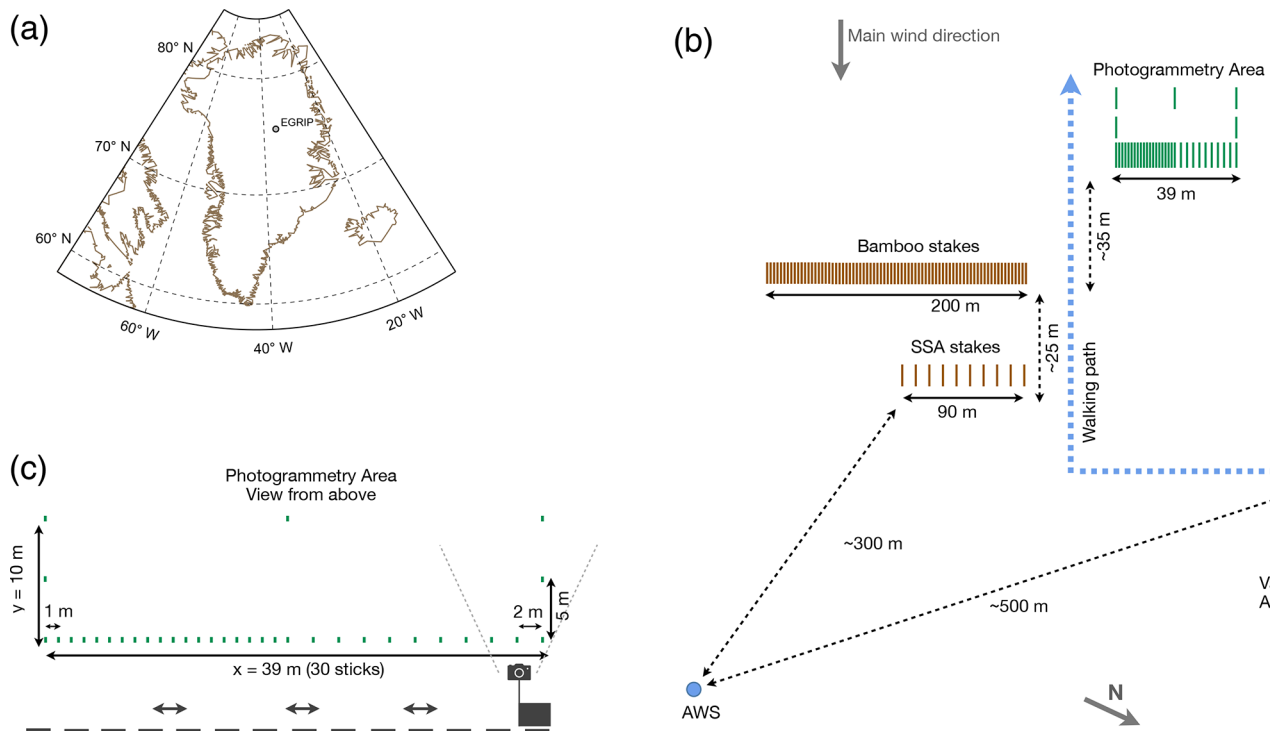 (a)
80° N
70° N
60° N
EGRIP
60° W
40° W
20° W
(b)
Main wind direction
Photogrammetry Area
39 m
~35 m
Bamboo stakes
200 m
~25 m
SSA stakes
90 m
Walking path
~300 m
~500 m
AWS
N
(c)
Photogrammetry Area
View from above
y = 10 m
1 m
2 m
5 m
x = 39 m (30 sticks)